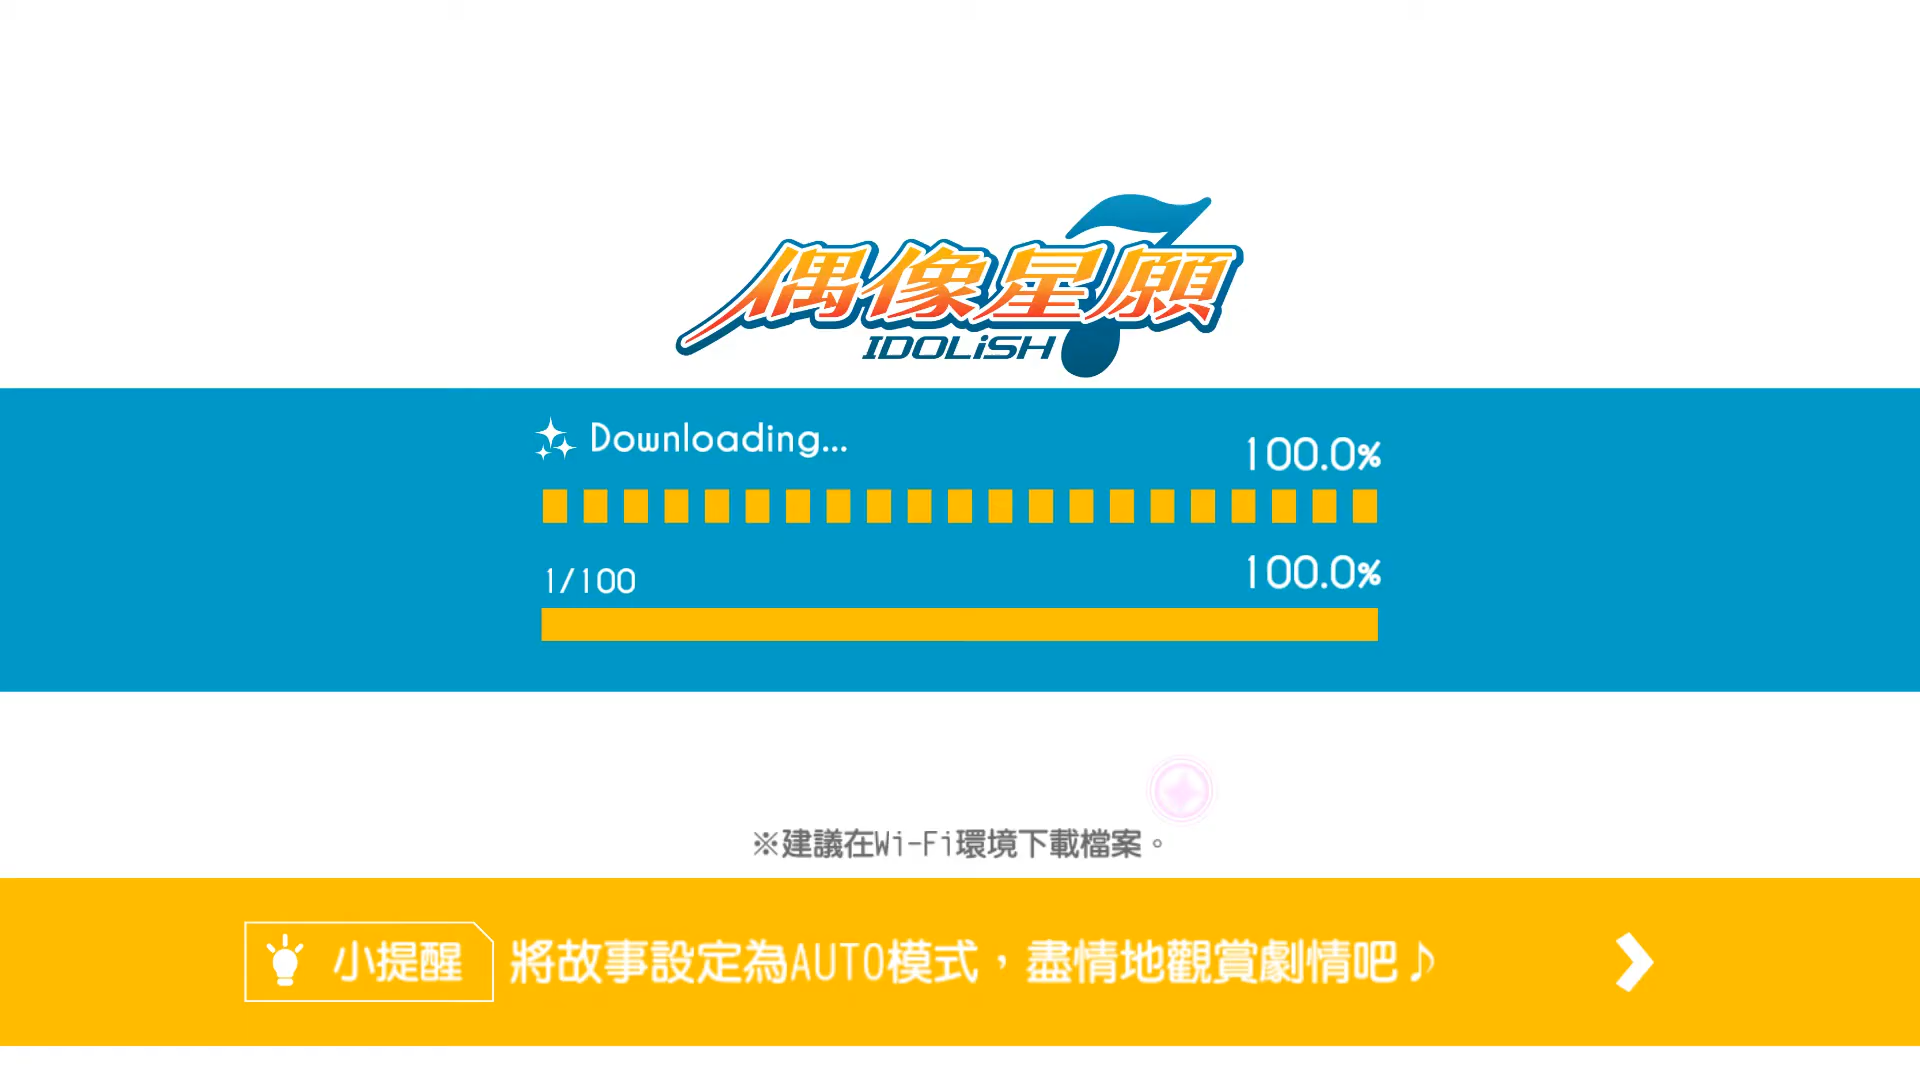 偶像星願
IDOLiSH7
Downloading...
100.0%
1/100
100.0%
※建議在Wi-Fi環境下載檔案。
小提醒
將故事設定為AUTO模式，盡情地觀賞劇情吧♪